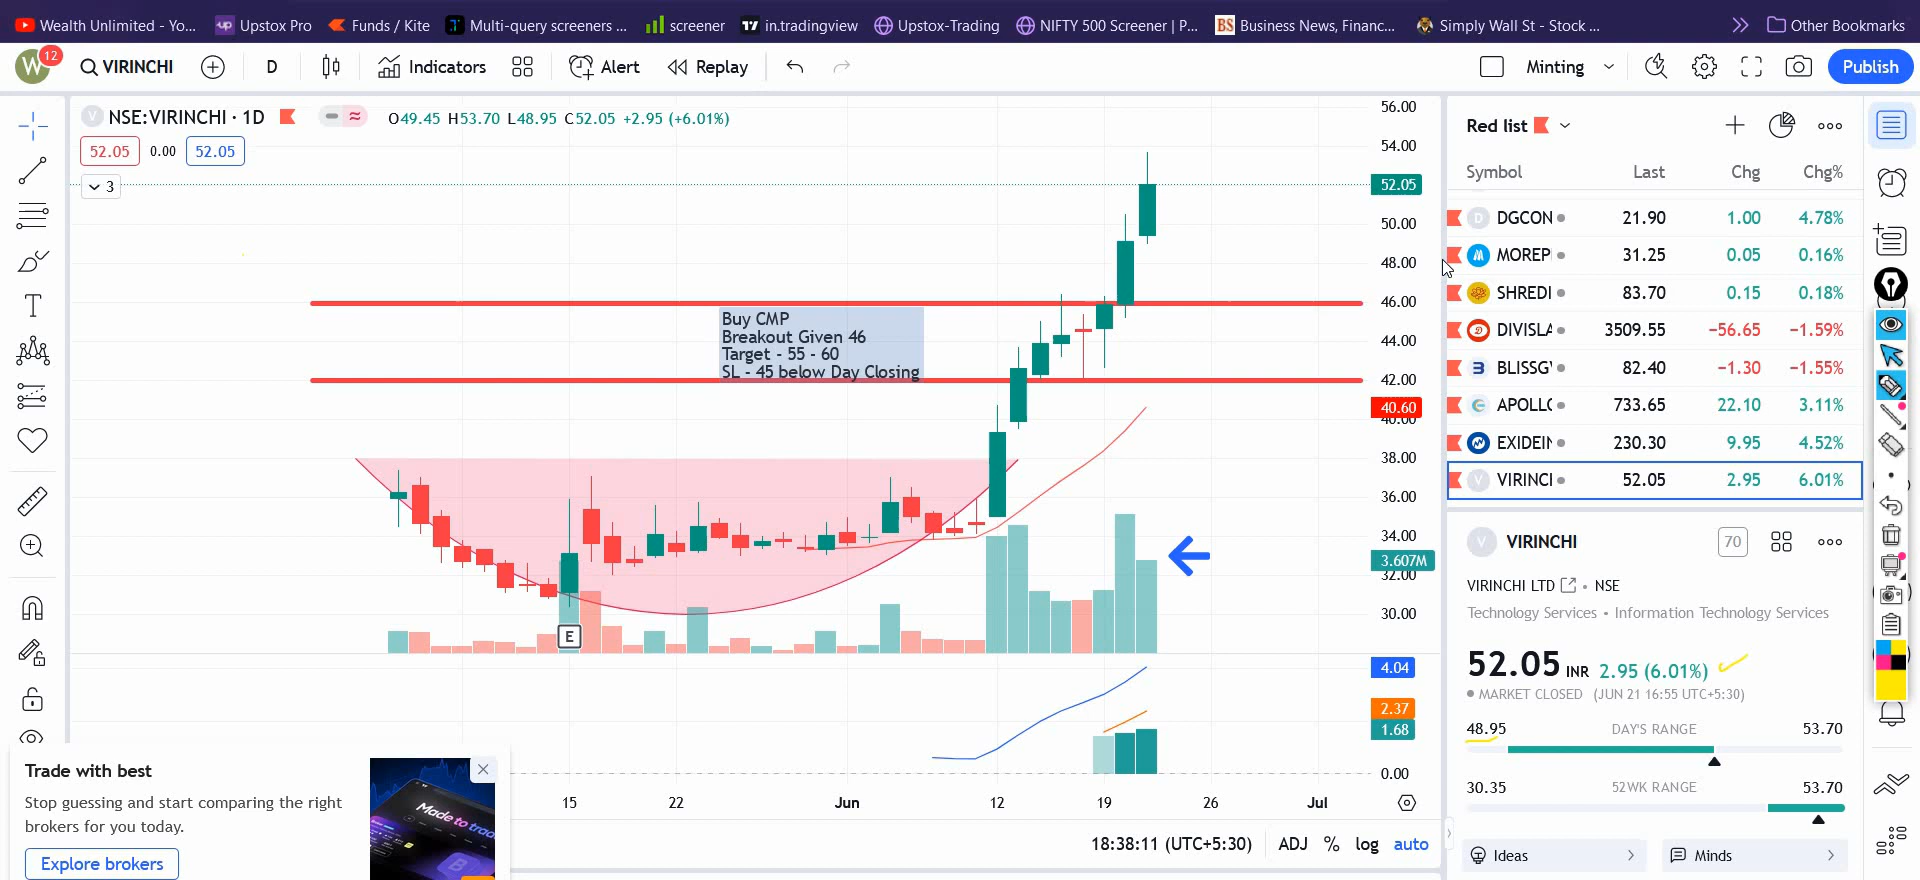 Wealth Unlimited - Yo...
up Upstox Pro
Funds / Kite
Multi-query screeners ...
screener
in.tradingview
Upstox-Trading
NIFTY 500 Screener | P...
BS Business News, Financ...
Simply Wall St - Stock ...
Other Bookmarks
W 12
VIRINCHI
D
Indicators
Alert
Replay
Minting
Publish
V NSE:VIRINCHI · 1D
O49.45 H53.70 L48.95 C52.05 +2.95 (+6.01%)
52.05 0.00 52.05
3
56.00
54.00
52.05
50.00
48.00
46.00
44.00
42.00
40.60
40.00
38.00
36.00
34.00
3.607M
32.00
30.00
4.04
2.37
1.68
0.00
Buy CMP
Breakout Given 46
Target - 55 - 60
SL - 45 below Day Closing
E
15 22 Jun 12 19 26 Jul
18:38:11 (UTC+5:30) ADJ % log auto
Trade with best
Stop guessing and start comparing the right
brokers for you today.
Explore brokers
Made to trad
Red list
Symbol Last Chg Chg%
D DGCON 21.90 1.00 4.78%
MOREP 31.25 0.05 0.16%
SHREDI 83.70 0.15 0.18%
DIVISLA 3509.55 −56.65 −1.59%
BLISSG 82.40 −1.30 −1.55%
APOLLO 733.65 22.10 3.11%
EXIDEIN 230.30 9.95 4.52%
V VIRINCI 52.05 2.95 6.01%
V VIRINCHI 70
VIRINCHI LTD • NSE
Technology Services • Information Technology Services
52.05 INR 2.95 (6.01%)
MARKET CLOSED (JUN 21 16:55 UTC+5:30)
48.95 DAY'S RANGE 53.70
30.35 52WK RANGE 53.70
Ideas
Minds